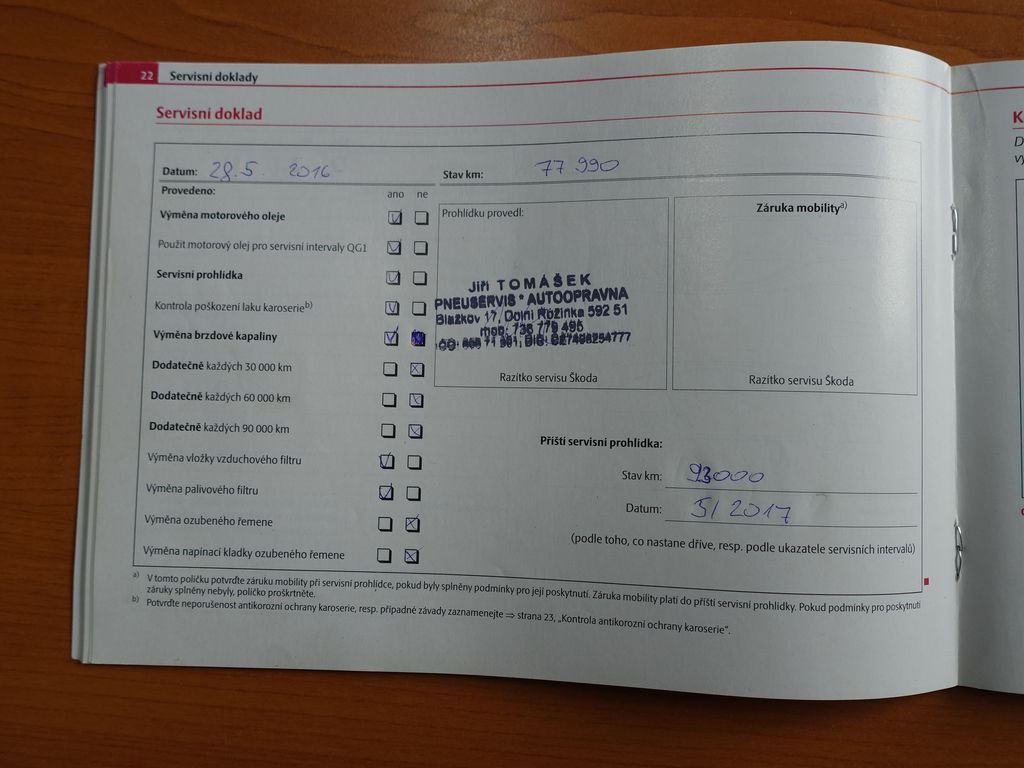 22 Servisní doklady
Servisní doklad
Datum: 28.5. 2016
Stav km: 77 990
Provedeno: ano ne
Výměna motorového oleje
Použit motorový olej pro servisní intervaly QG1
Servisní prohlídka
Kontrola poškození laku karoserie b)
Výměna brzdové kapaliny
Dodatečně každých 30 000 km
Dodatečně každých 60 000 km
Dodatečně každých 90 000 km
Výměna vložky vzduchového filtru
Výměna palivového filtru
Výměna ozubeného řemene
Výměna napínací kladky ozubeného řemene
Prohlídku provedl:
Jiří TOMÁŠEK
PNEUSERVIS * AUTOOPRAVNA
Blažkov 17, Dolní Rožínka 592 51
mob: 736 779 495
Razítko servisu Škoda
Záruka mobility a)
Razítko servisu Škoda
Příští servisní prohlídka:
Stav km: 93000
Datum: 5/2017
(podle toho, co nastane dříve, resp. podle ukazatele servisních intervalů)
a) V tomto políčku potvrďte záruku mobility při servisní prohlídce, pokud byly splněny podmínky pro její poskytnutí. Záruka mobility platí do příští servisní prohlídky. Pokud podmínky pro poskytnutí
záruky splněny nebyly, políčko proškrtněte.
b) Potvrďte neporušenost antikorozní ochrany karoserie, resp. případné závady zaznamenejte ⇒ strana 23, „Kontrola antikorozní ochrany karoserie".
K
D